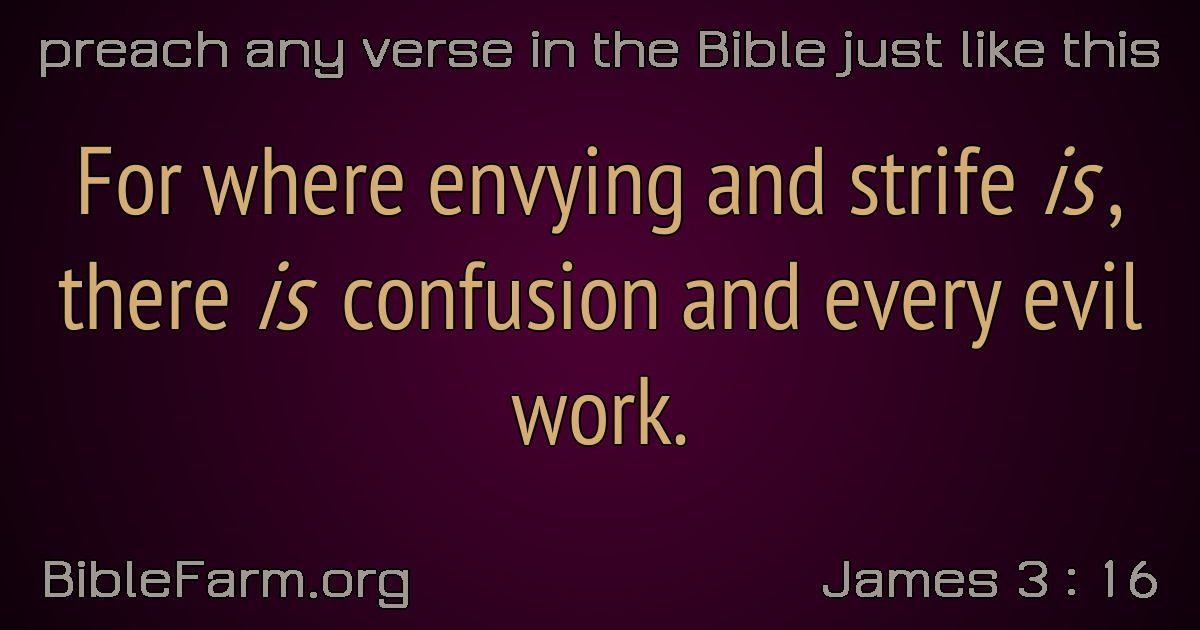 preach any verse in the Bible just like this
For where envying and strife is,
there is confusion and every evil
work.
BibleFarm.org
James 3 : 16